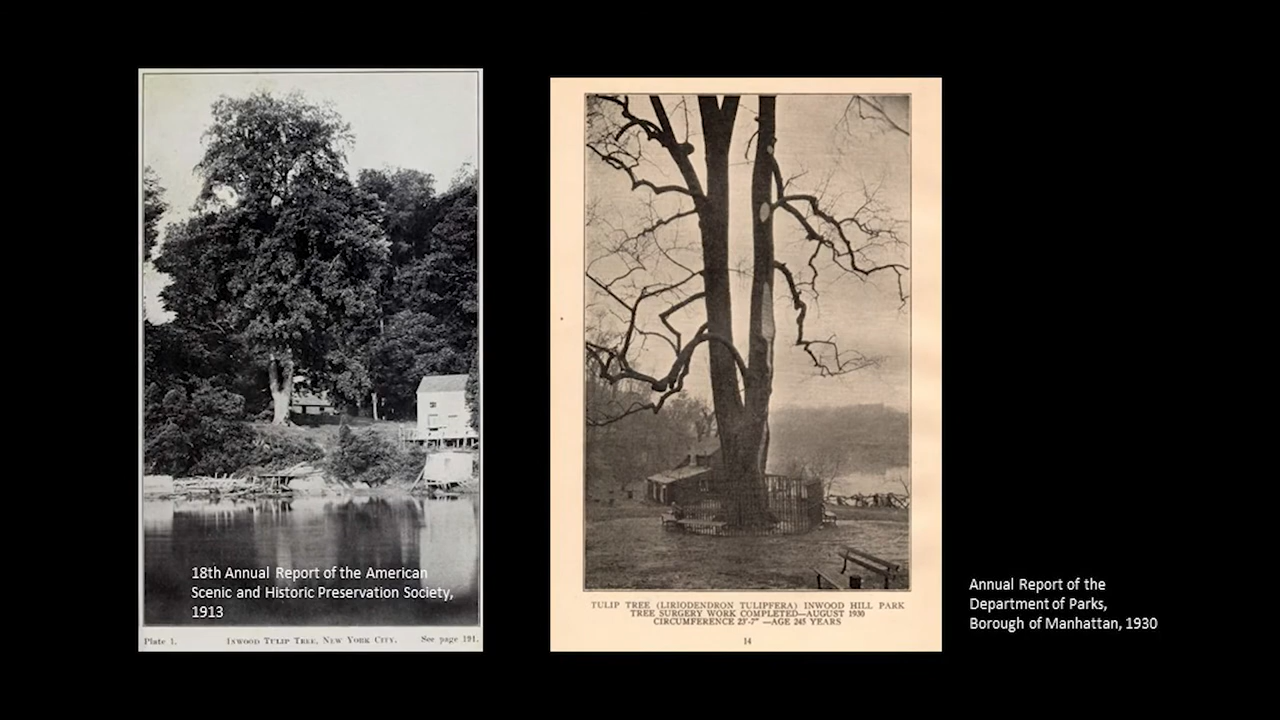 18th Annual Report of the American
Scenic and Historic Preservation Society,
1913
Plate 1. INWOOD TULIP TREE, NEW YORK CITY. See page 191.
TULIP TREE (LIRIODENDRON TULIPFERA) INWOOD HILL PARK
TREE SURGERY WORK COMPLETED—AUGUST 1930
CIRCUMFERENCE 23'-7" —AGE 245 YEARS
14
Annual Report of the
Department of Parks,
Borough of Manhattan, 1930